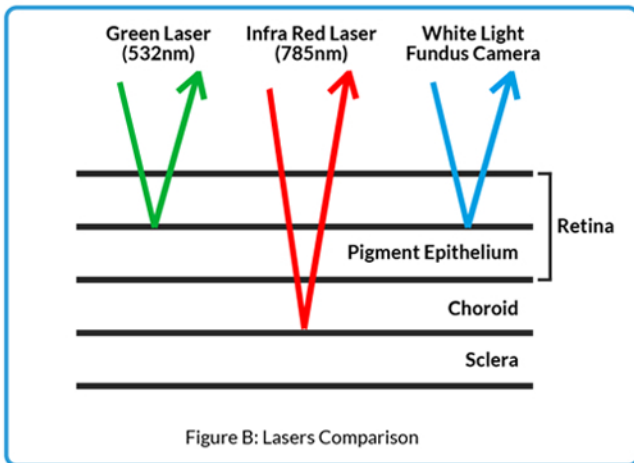 Green Laser
(532nm)
Infra Red Laser
(785nm)
White Light
Fundus Camera
Retina
Pigment Epithelium
Choroid
Sclera
Figure B: Lasers Comparison